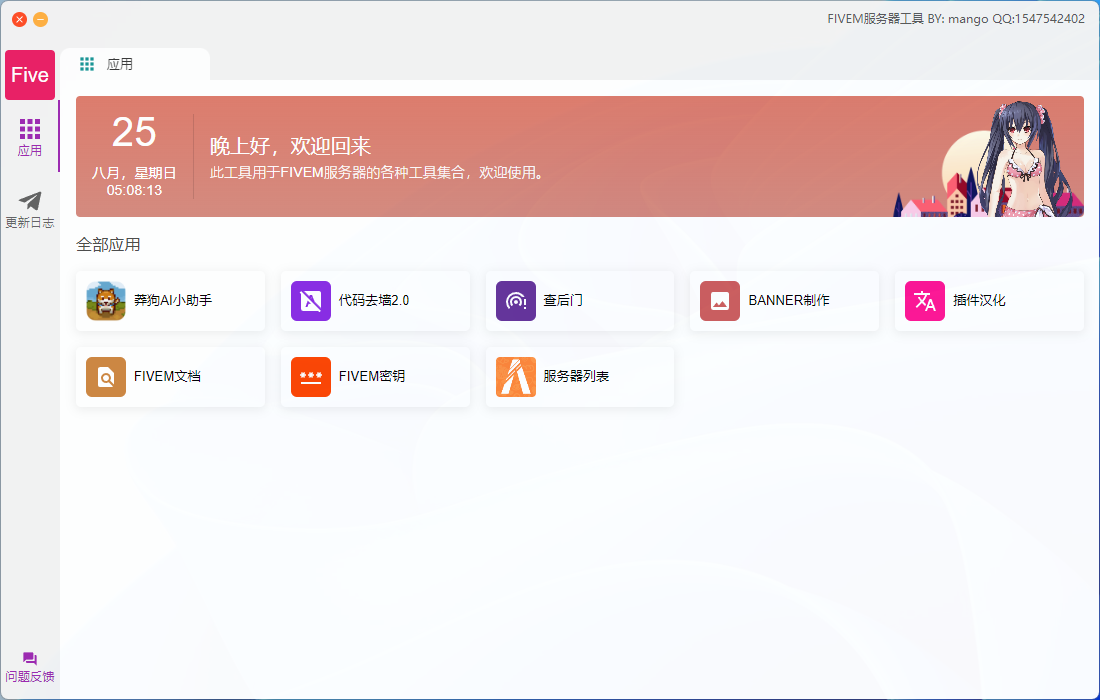 FIVEM服务器工具 BY: mango QQ:1547542402
Five
应用
应用
更新日志
25
八月，星期日
05:08:13
晚上好，欢迎回来
此工具用于FIVEM服务器的各种工具集合，欢迎使用。
全部应用
莽狗AI小助手
代码去墙2.0
查后门
BANNER制作
插件汉化
FIVEM文档
FIVEM密钥
服务器列表
问题反馈